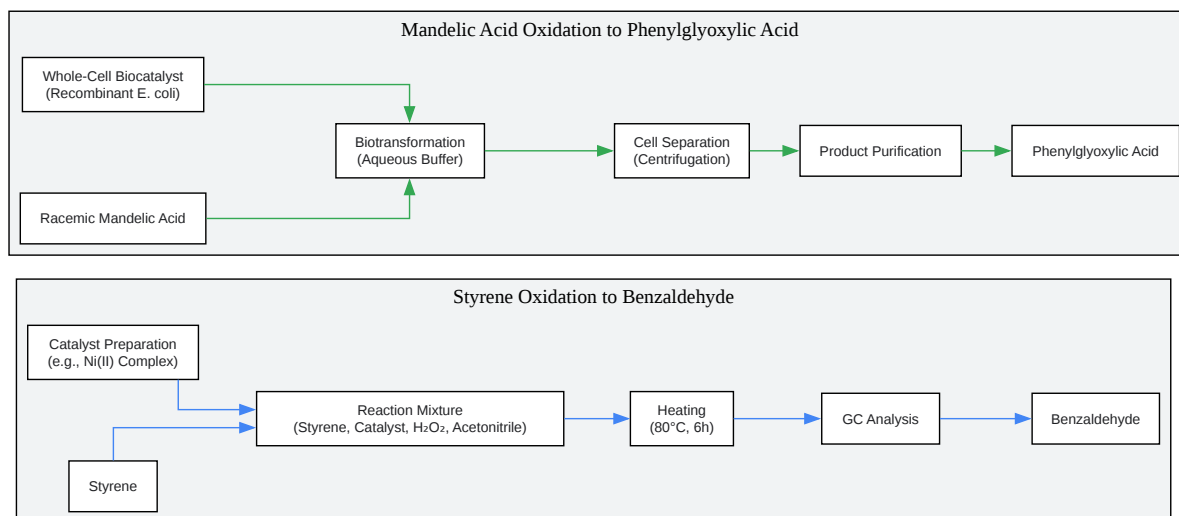 Mandelic Acid Oxidation to Phenylglyoxylic Acid
Whole-Cell Biocatalyst
(Recombinant E. coli)
Racemic Mandelic Acid
Biotransformation
(Aqueous Buffer)
Cell Separation
(Centrifugation)
Product Purification
Phenylglyoxylic Acid
Styrene Oxidation to Benzaldehyde
Catalyst Preparation
(e.g., Ni(II) Complex)
Styrene
Reaction Mixture
(Styrene, Catalyst, H₂O₂, Acetonitrile)
Heating
(80°C, 6h)
GC Analysis
Benzaldehyde